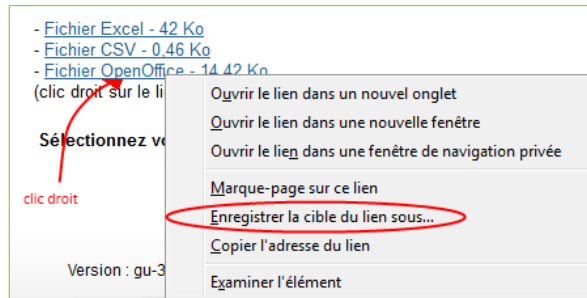 - Fichier Excel - 42 Ko
- Fichier CSV - 0,46 Ko
- Fichier OpenOffice - 14,42 Ko
(clic droit sur le li
Ouvrir le lien dans un nouvel onglet
Ouvrir le lien dans une nouvelle fenêtre
Sélectionnez vo
Ouvrir le lien dans une fenêtre de navigation privée
Marque-page sur ce lien
clic droit
Enregistrer la cible du lien sous...
Copier l'adresse du lien
Version : gu-3
Examiner l'élément